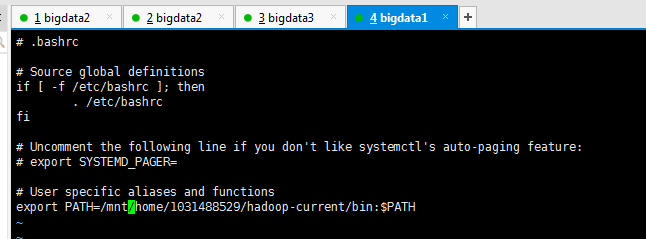 1 bigdata2
2 bigdata2
3 bigdata3
4 bigdata1
# .bashrc
# Source global definitions
if [ -f /etc/bashrc ]; then
        . /etc/bashrc
fi
# Uncomment the following line if you don't like systemctl's auto-paging feature:
# export SYSTEMD_PAGER=
# User specific aliases and functions
export PATH=/mnt/home/1031488529/hadoop-current/bin:$PATH
~
~